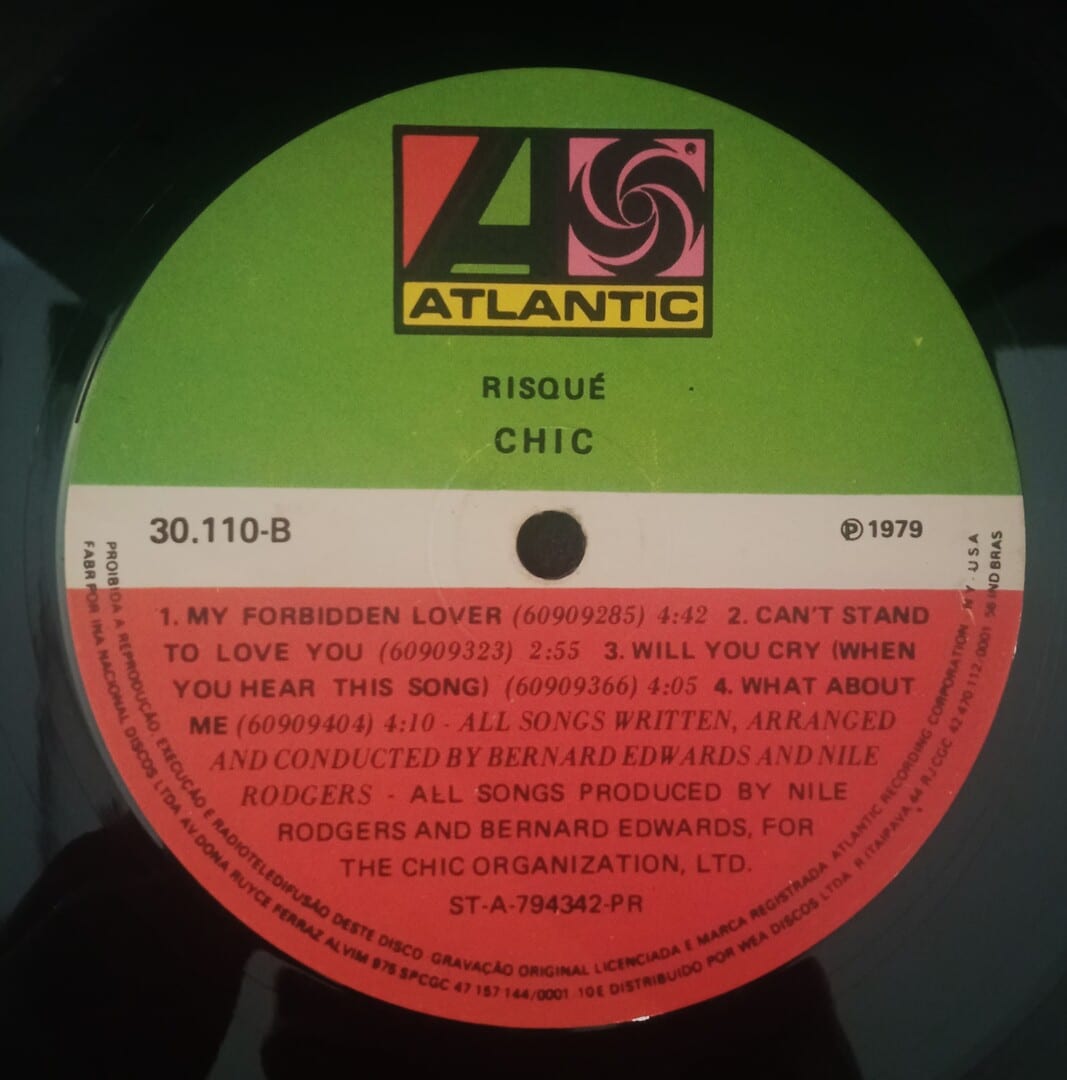 ATLANTIC
RISQUÉ
CHIC
30.110-B
℗ 1979
1. MY FORBIDDEN LOVER (60909285) 4:42 2. CAN'T STAND
TO LOVE YOU (60909323) 2:55 3. WILL YOU CRY (WHEN
YOU HEAR THIS SONG) (60909366) 4:05 4. WHAT ABOUT
ME (60909404) 4:10 - ALL SONGS WRITTEN, ARRANGED
AND CONDUCTED BY BERNARD EDWARDS AND NILE
RODGERS - ALL SONGS PRODUCED BY NILE
RODGERS AND BERNARD EDWARDS, FOR
THE CHIC ORGANIZATION, LTD.
ST-A-794342-PR
PROIBIDA A REPRODUÇÃO, EXECUÇÃO E RADIOTELEDIFUSÃO DESTE DISCO GRAVAÇÃO ORIGINAL LICENCIADA E MARCA REGISTRADA ATLANTIC RECORDING CORPORATION NY - USA
FABR POR INA NACIONAL DISCOS LTDA AV DONA RUYCE FERRAZ ALVIM 975 SP CGC 47 157 144/0001 10 E DISTRIBUIDO POR WEA DISCOS LTDA R ITAIPAVA 44 RJ CGC 42 470 112.0001 56 IND BRAS